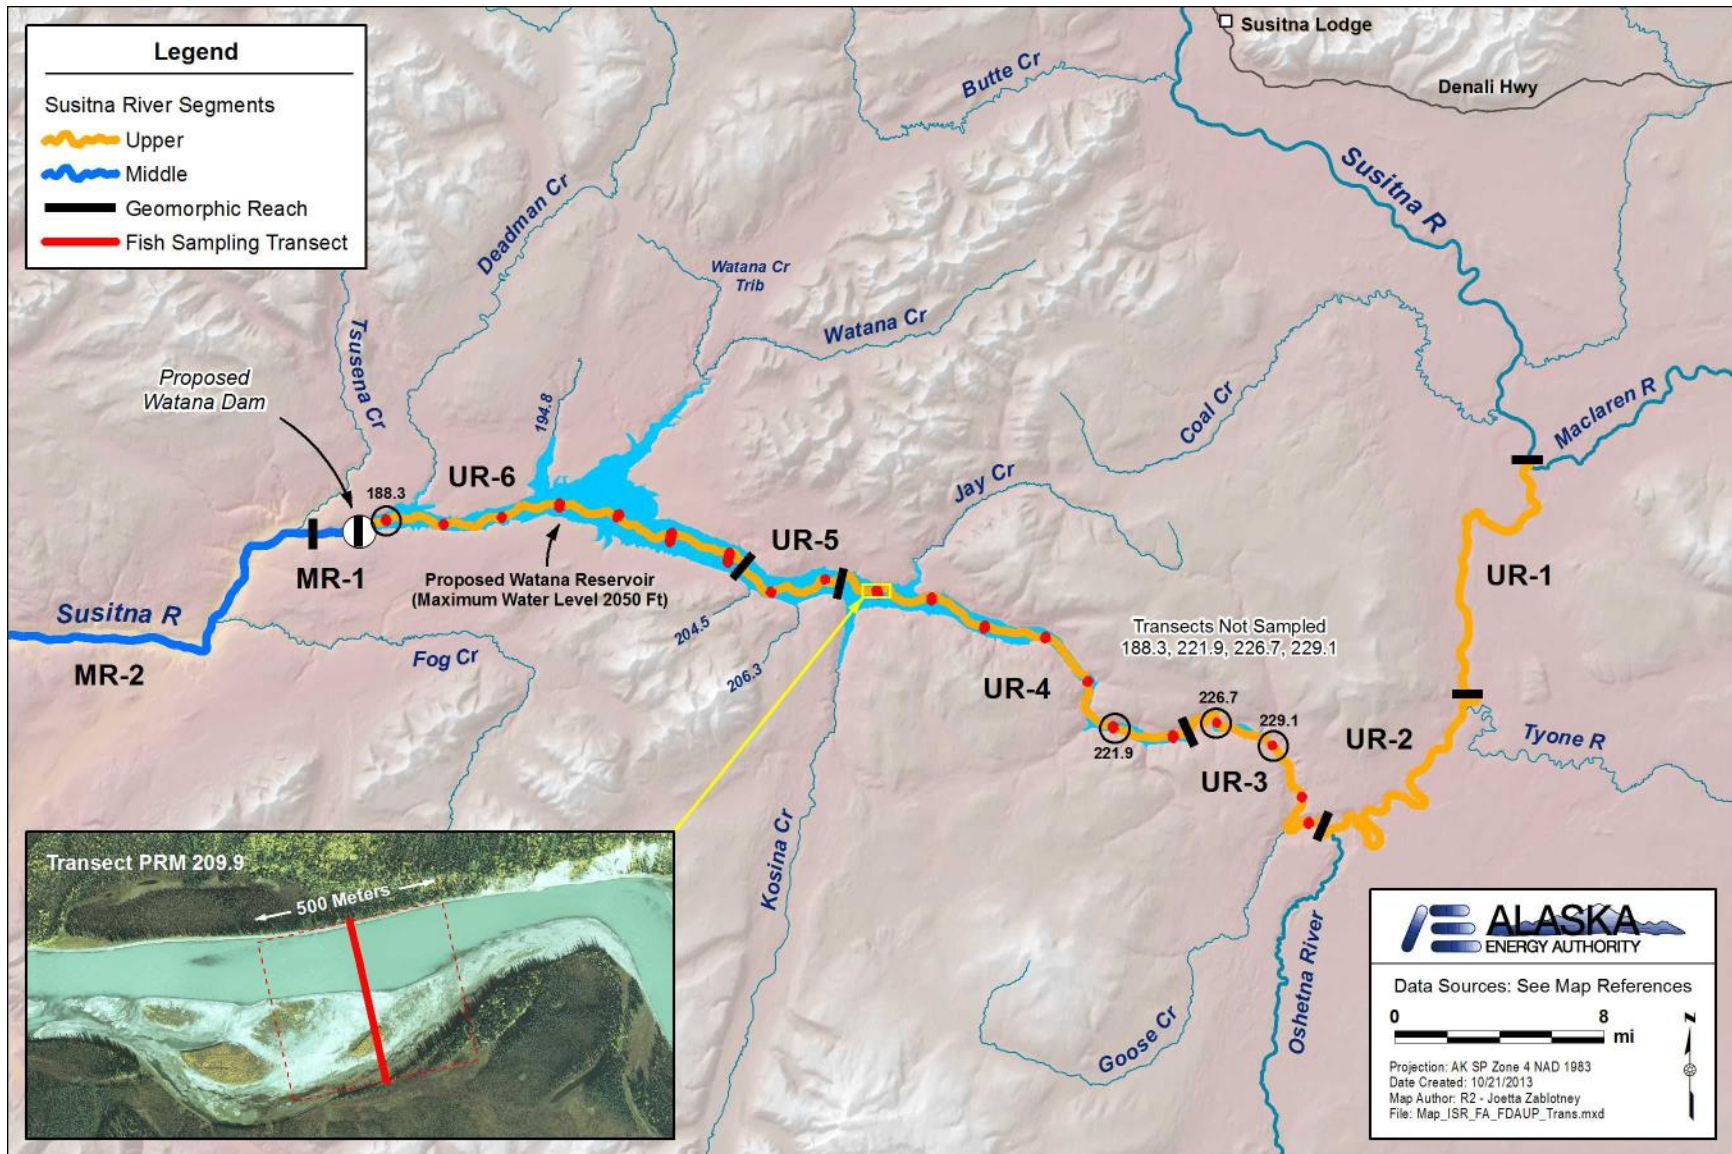 Legend
Susitna River Segments
Upper
Middle
Geomorphic Reach
Fish Sampling Transect
Susitna Lodge
Denali Hwy
Butte Cr
Susitna R
Deadman Cr
Watana Cr
Trib
Watana Cr
Tsusena Cr
Proposed
Watana Dam
194.8
Coal Cr
Maclaren R
UR-6
188.3
Jay Cr
UR-5
UR-1
MR-1
Proposed Watana Reservoir
(Maximum Water Level 2050 Ft)
Susitna R
MR-2
Fog Cr
204.5
206.3
Transects Not Sampled
188.3, 221.9, 226.7, 229.1
UR-4
226.7
229.1
221.9
UR-3
UR-2
Tyone R
Kosina Cr
Goose Cr
Oshetna River
Transect PRM 209.9
500 Meters
ALASKA
ENERGY AUTHORITY
Data Sources: See Map References
0 8
mi
N
Projection: AK SP Zone 4 NAD 1983
Date Created: 10/21/2013
Map Author: R2 - Joetta Zablotney
File: Map_ISR_FA_FDAUP_Trans.mxd